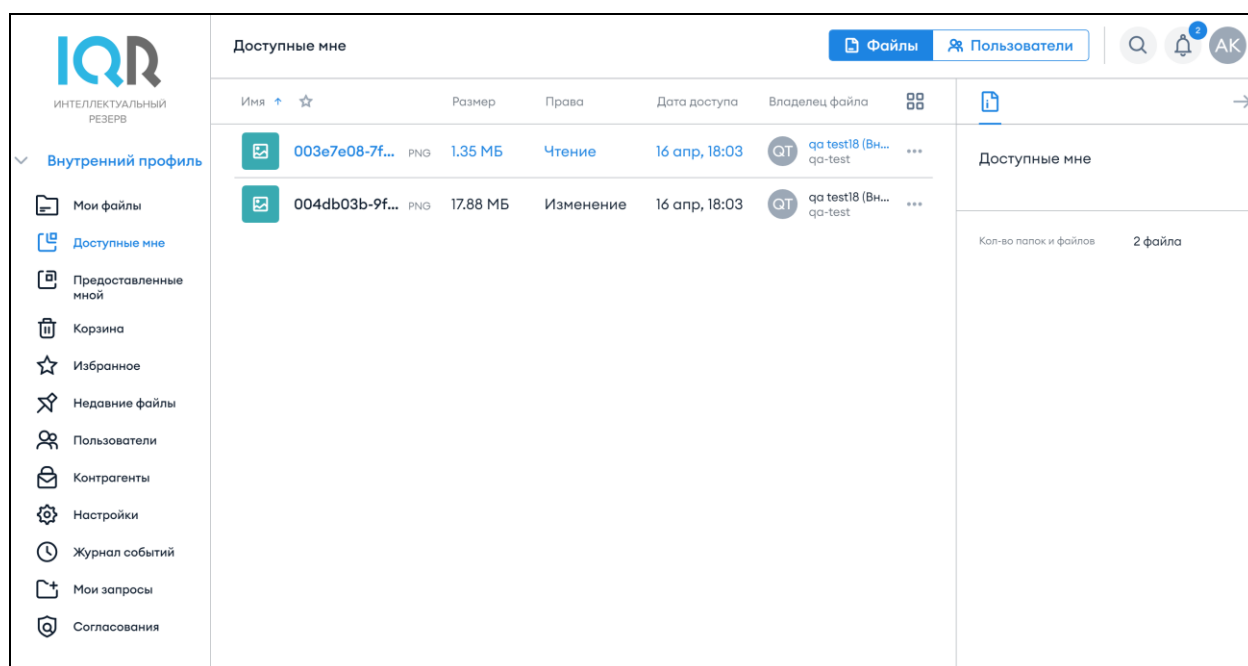 IQR
ИНТЕЛЛЕКТУАЛЬНЫЙ
РЕЗЕРВ
Внутренний профиль
Мои файлы
Доступные мне
Предоставленные
мной
Корзина
Избранное
Недавние файлы
Пользователи
Контрагенты
Настройки
Журнал событий
Мои запросы
Согласования
Доступные мне
Файлы Пользователи 2 AK
Имя Размер Права Дата доступа Владелец файла
003e7e08-7f... PNG 1.35 МБ Чтение 16 апр, 18:03 QT qa test18 (Вн...
qa-test
004db03b-9f... PNG 17.88 МБ Изменение 16 апр, 18:03 QT qa test18 (Вн...
qa-test
Доступные мне
Кол-во папок и файлов 2 файла